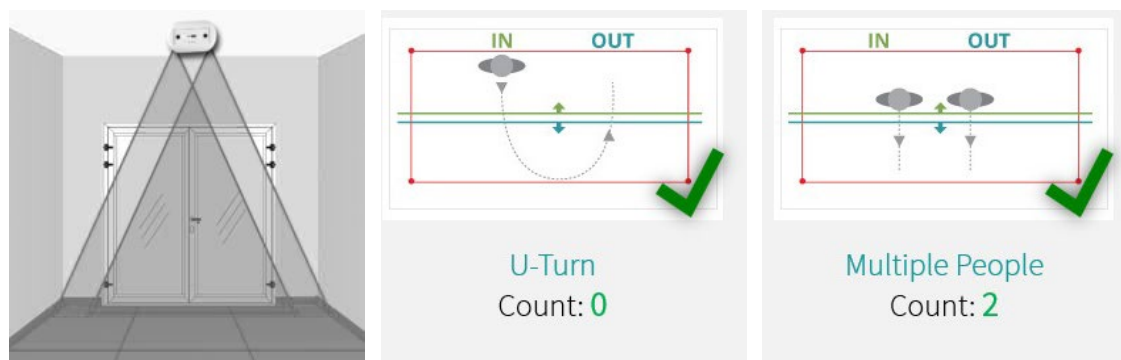 IN OUT
U-Turn
Count: 0
IN OUT
Multiple People
Count: 2